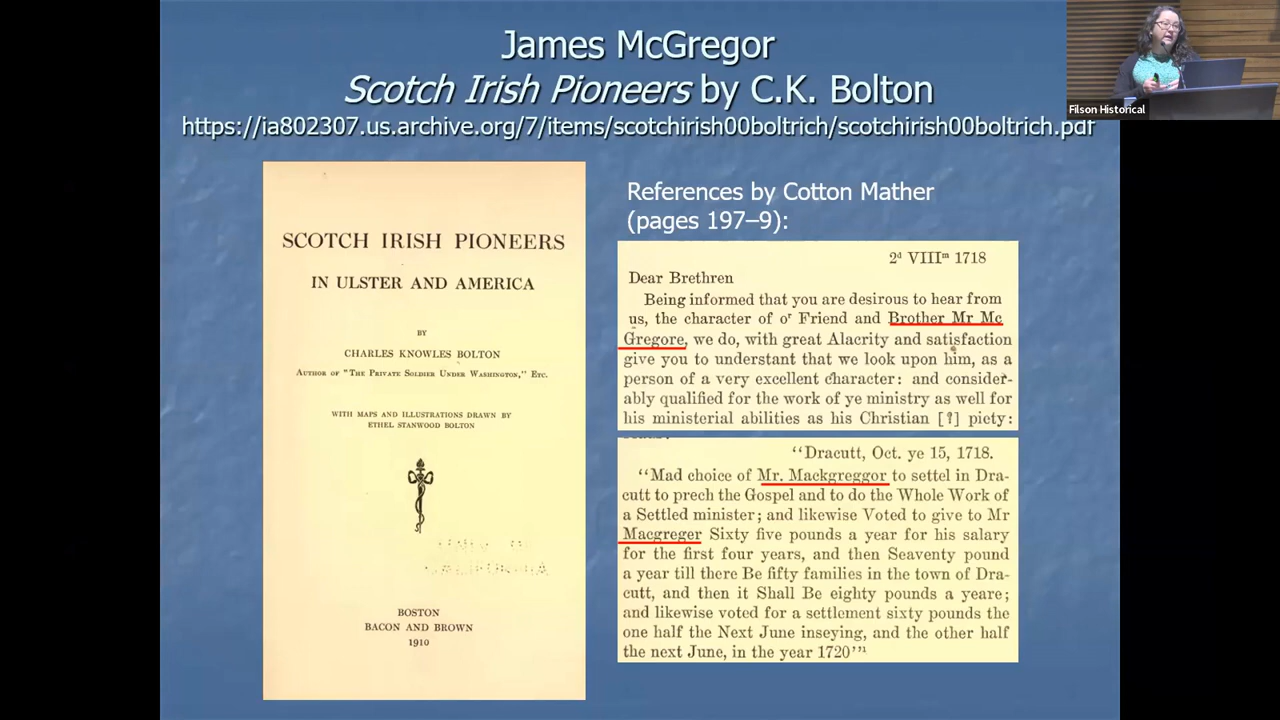 James McGregor
Scotch Irish Pioneers by C.K. Bolton
https://ia802307.us.archive.org/7/items/scotchirish00boltrich/scotchirish00boltrich.pdf
Filson Historical
SCOTCH IRISH PIONEERS
IN ULSTER AND AMERICA
BY
CHARLES KNOWLES BOLTON
AUTHOR OF "THE PRIVATE SOLDIER UNDER WASHINGTON," ETC.
WITH MAPS AND ILLUSTRATIONS DRAWN BY
ETHEL STANWOOD BOLTON
BOSTON
BACON AND BROWN
1910
References by Cotton Mather
(pages 197–9):
2d VIIIm 1718
Dear Brethren
Being informed that you are desirous to hear from
us, the character of or Friend and Brother Mr Mc
Gregore, we do, with great Alacrity and satisfaction
give you to understant that we look upon him, as a
person of a very excellent character: and consider-
ably qualified for the work of ye ministry as well for
his ministerial abilities as his Christian [?] piety:
"Dracutt, Oct. ye 15, 1718.
"Mad choice of Mr. Mackgreggor to settel in Dra-
cutt to prech the Gospel and to do the Whole Work of
a Settled minister; and likewise Voted to give to Mr
Macgreger Sixty five pounds a year for his salary
for the first four years, and then Seaventy pound
a year till there Be fifty families in the town of Dra-
cutt, and then it Shall Be eighty pounds a yeare;
and likewise voted for a settlement sixty pounds the
one half the Next June inseying, and the other half
the next June, in the year 1720"1